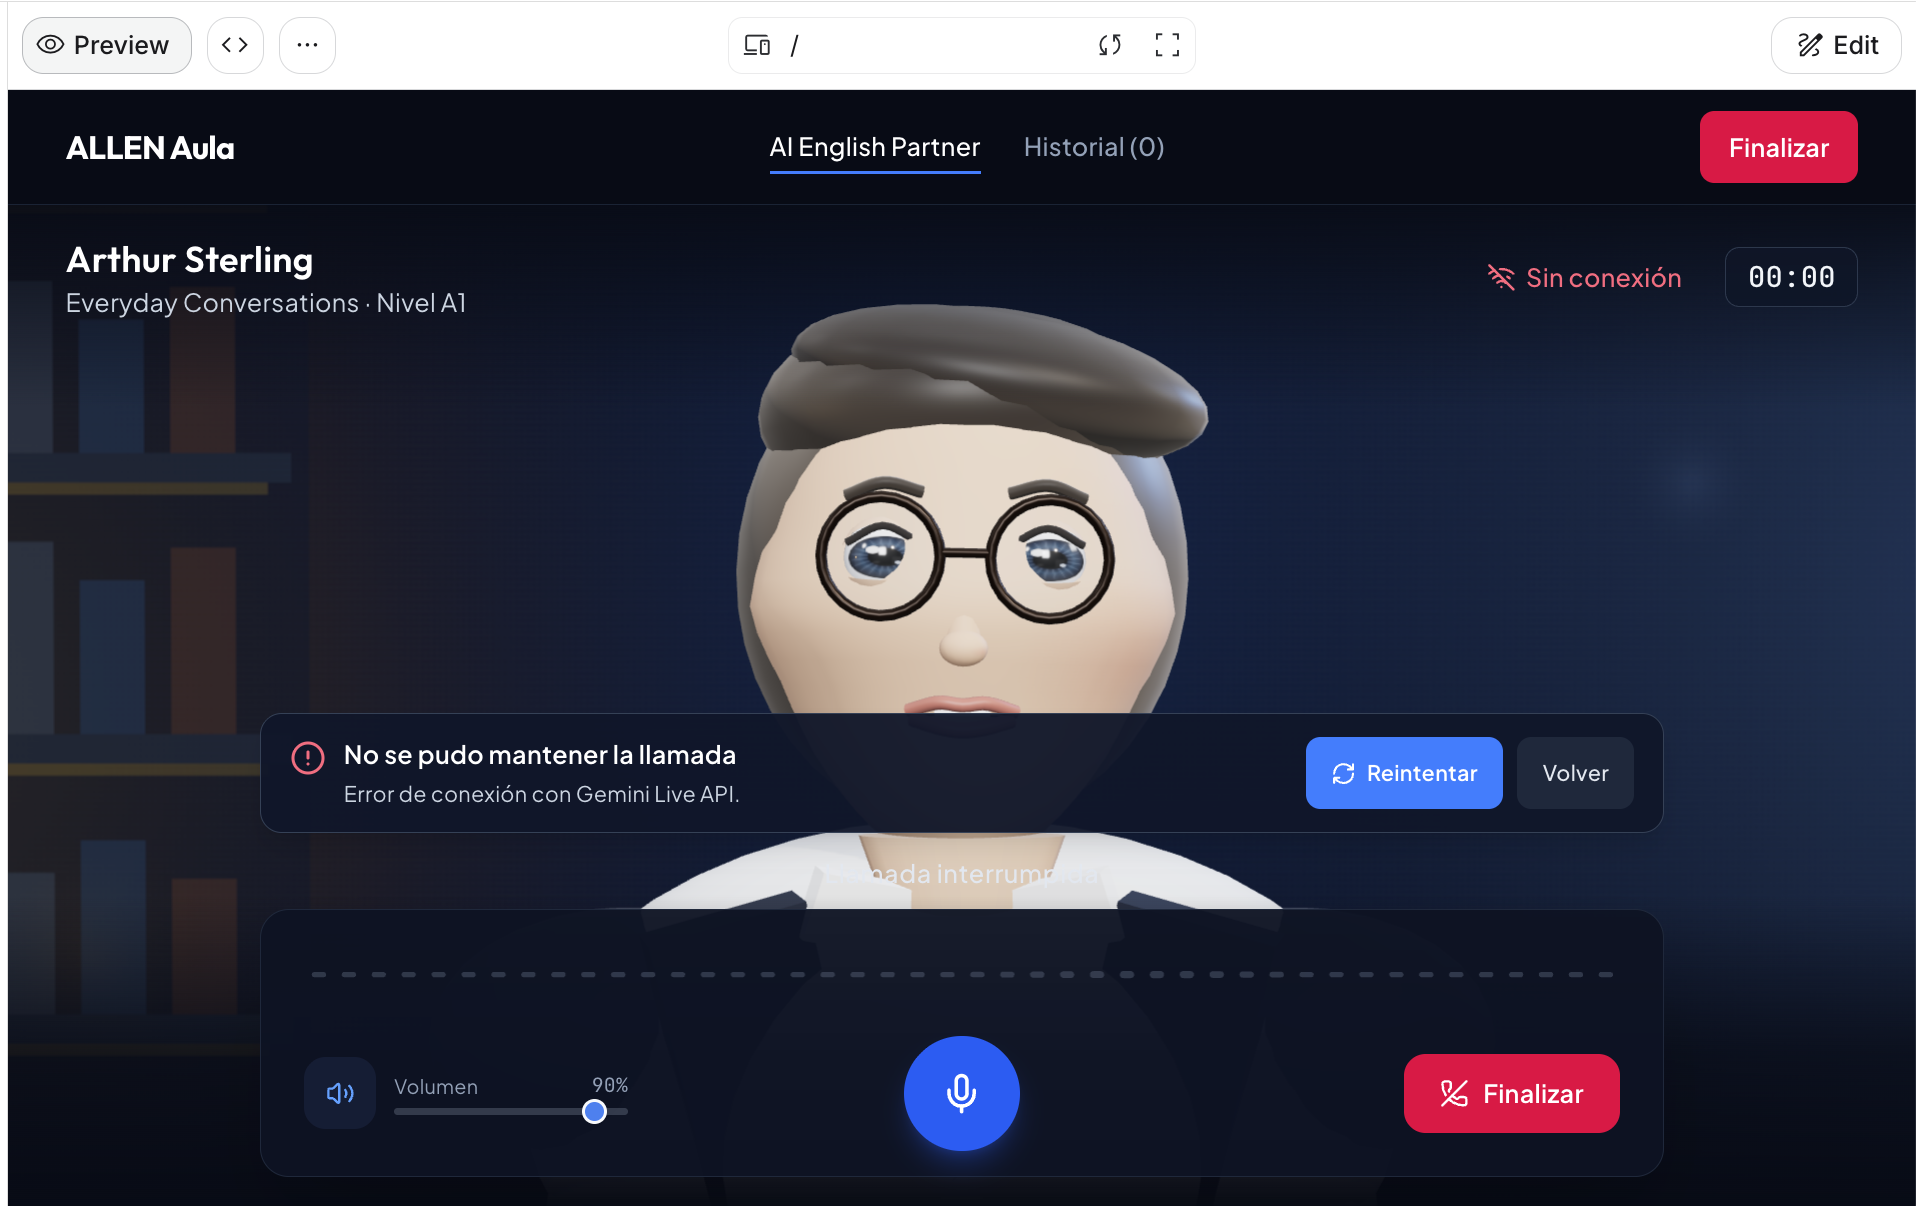 Preview
/
Edit
ALLEN Aula
AI English Partner
Historial (0)
Finalizar
Arthur Sterling
Everyday Conversations · Nivel A1
Sin conexión
00:00
No se pudo mantener la llamada
Error de conexión con Gemini Live API.
Reintentar
Volver
interrumpida
Volumen
90%
Finalizar